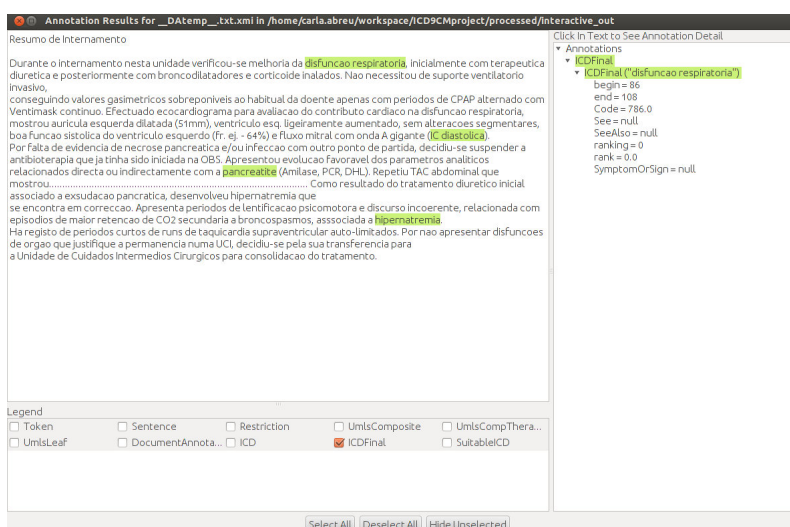 Annotation Results for __DAtemp__.txt.xmi in /home/carla.abreu/workspace/ICD9CMproject/processed/interactive_out
Resumo de Internamento
Durante o internamento nesta unidade verificou-se melhoria da disfuncao respiratoria, inicialmente com terapeutica
diuretica e posteriormente com broncodilatadores e corticoide inalados. Nao necessitou de suporte ventilatorio
invasivo,
conseguindo valores gasimetricos sobreponiveis ao habitual da doente apenas com periodos de CPAP alternado com
Ventimask continuo. Efectuado ecocardiograma para avaliacao do contributo cardiaco na disfuncao respiratoria,
mostrou auricula esquerda dilatada (51mm), ventriculo esq. ligeiramente aumentado, sem alteracoes segmentares,
boa funcao sistolica do ventriculo esquerdo (fr. ej. - 64%) e fluxo mitral com onda A gigante (IC diastolica).
Por falta de evidencia de necrose pancreatica e/ou infeccao com outro ponto de partida, decidiu-se suspender a
antibioterapia que ja tinha sido iniciada na OBS. Apresentou evolucao favoravel dos parametros analiticos
relacionados directa ou indirectamente com a pancreatite (Amilase, PCR, DHL). Repetiu TAC abdominal que
mostrou............................................................................................. Como resultado do tratamento diuretico inicial
associado a exsudacao pancratica, desenvolveu hipernatremia que
se encontra em correccao. Apresenta periodos de lentificacao psicomotora e discurso incoerente, relacionada com
episodios de maior retencao de CO2 secundaria a broncospasmos, asssociada a hipernatremia.
Ha registo de periodos curtos de runs de taquicardia supraventricular auto-limitados. Por nao apresentar disfuncoes
de orgao que justifique a permanencia numa UCI, decidiu-se pela sua transferencia para
a Unidade de Cuidados Intermedios Cirurgicos para consolidacao do tratamento.
Click In Text to See Annotation Detail
Annotations
ICDFinal
ICDFinal ("disfuncao respiratoria")
begin = 86
end = 108
Code = 786.0
See = null
SeeAlso = null
ranking = 0
rank = 0.0
SymptomOrSign = null
Legend
Token Sentence Restriction UmlsComposite UmlsCompThera...
UmlsLeaf DocumentAnnota... ICD ICDFinal SuitableICD
Select All Deselect All Hide Unselected